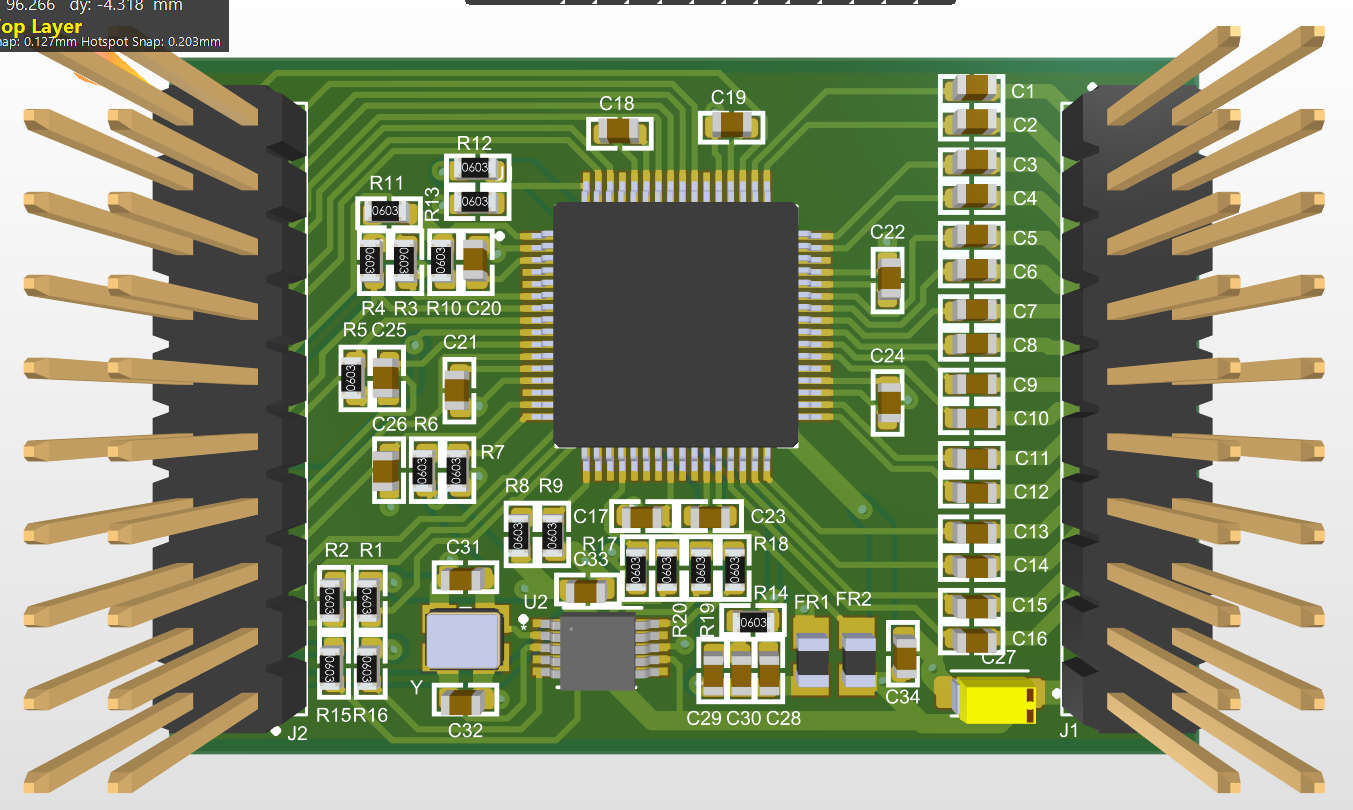 96.266 dy: -4.318 mm
op Layer
nap: 0.127mm Hotspot Snap: 0.203mm
C18
C19
C1
C2
R12
0603
C3
R11
R13
0603
C4
0603
C22
C5
0603
0603
0603
C6
R4
R3
R10
C20
C7
R5
C25
C21
C8
0603
C24
C9
C10
C26
R6
R7
0603
0603
C11
R8
R9
C12
C17
C23
0603
0603
C13
R2
R1
C31
R17
R18
C33
0603
0603
0603
0603
C14
0603
0603
U2
*
R20
R19
R14
0603
FR1
FR2
C15
C16
C27
0603
0603
Y
C34
R15
R16
C32
C29
C30
C28
J2
J1